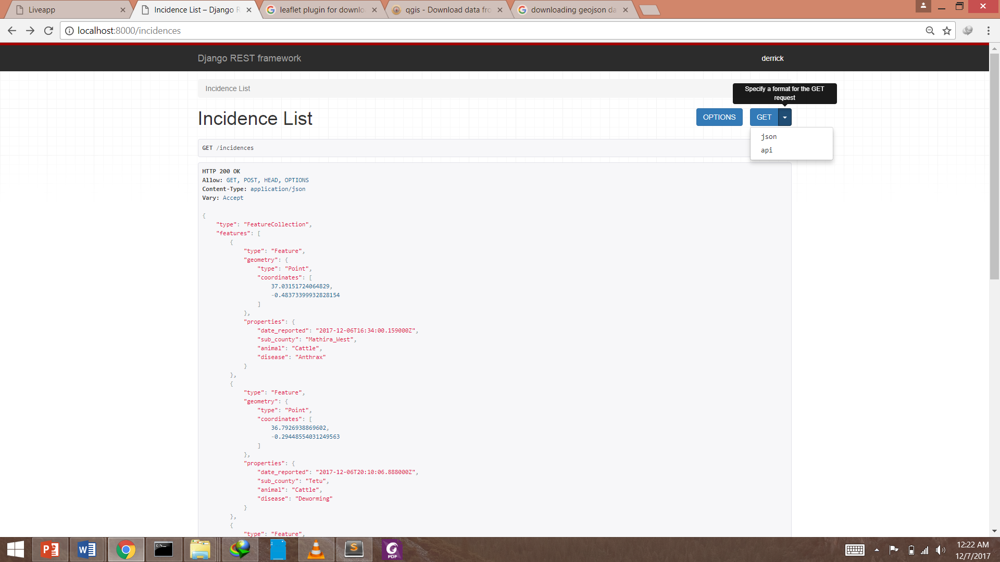 Liveapp
Incidence List – Django R
leaflet plugin for downlo
qgis - Download data fro
downloading geojson da
localhost:8000/incidences
Django REST framework
derrick
Incidence List
Specify a format for the GET
request
Incidence List
OPTIONS
GET
json
api
GET /incidences
HTTP 200 OK
Allow: GET, POST, HEAD, OPTIONS
Content-Type: application/json
Vary: Accept
{
"type": "FeatureCollection",
"features": [
{
"type": "Feature",
"geometry": {
"type": "Point",
"coordinates": [
37.03151724064829,
-0.48373399932828154
]
},
"properties": {
"date_reported": "2017-12-06T16:34:00.159000Z",
"sub_county": "Mathira_West",
"animal": "Cattle",
"disease": "Anthrax"
}
},
{
"type": "Feature",
"geometry": {
"type": "Point",
"coordinates": [
36.7926938869602,
-0.29448554031249563
]
},
"properties": {
"date_reported": "2017-12-06T20:10:06.888000Z",
"sub_county": "Tetu",
"animal": "Cattle",
"disease": "Deworming"
}
},
{
"type": "Feature",
PDF
12:22 AM
12/7/2017